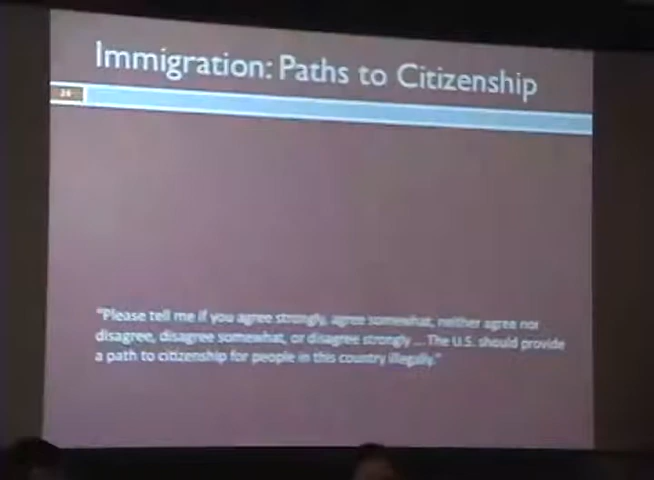 Immigration: Paths to Citizenship
"Please tell me if you agree strongly, agree somewhat, neither agree nor
disagree, disagree somewhat, or disagree strongly ... The U.S. should provide
a path to citizenship for people in this country illegally."